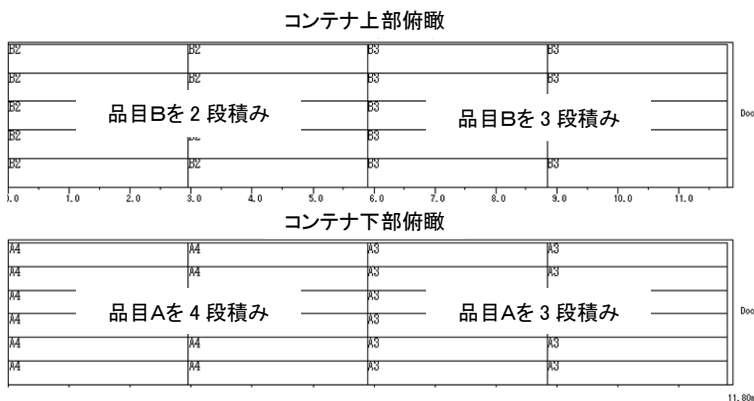 コンテナ上部俯瞰
B2 B2 B3 B3
B2 B2 B3 B3
B2 B3
品目Bを2段積み 品目Bを3段積み Doo
B2 B2 B3 B3
B2 B2 B3 B3
0.0 1.0 2.0 3.0 4.0 5.0 6.0 7.0 8.0 9.0 10.0 11.0
コンテナ下部俯瞰
A4 A4 A3 A3
A4 A4 A3 A3
A4 A3
品目Aを4段積み 品目Aを3段積み Doo
A4 A3
A4 A4 A3 A3
A4 A4 A3 A3
11.80m